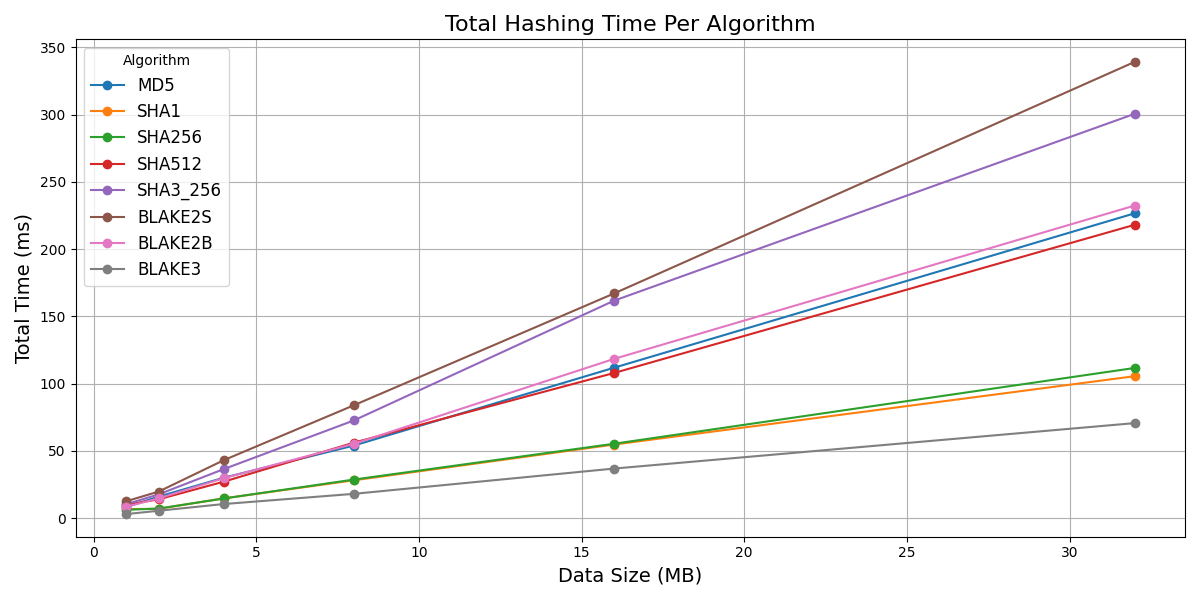 Total Hashing Time Per Algorithm
Total Time (ms)
350
300
250
200
150
100
50
0
Algorithm
MD5
SHA1
SHA256
SHA512
SHA3_256
BLAKE2S
BLAKE2B
BLAKE3
0 5 10 15 20 25 30
Data Size (MB)